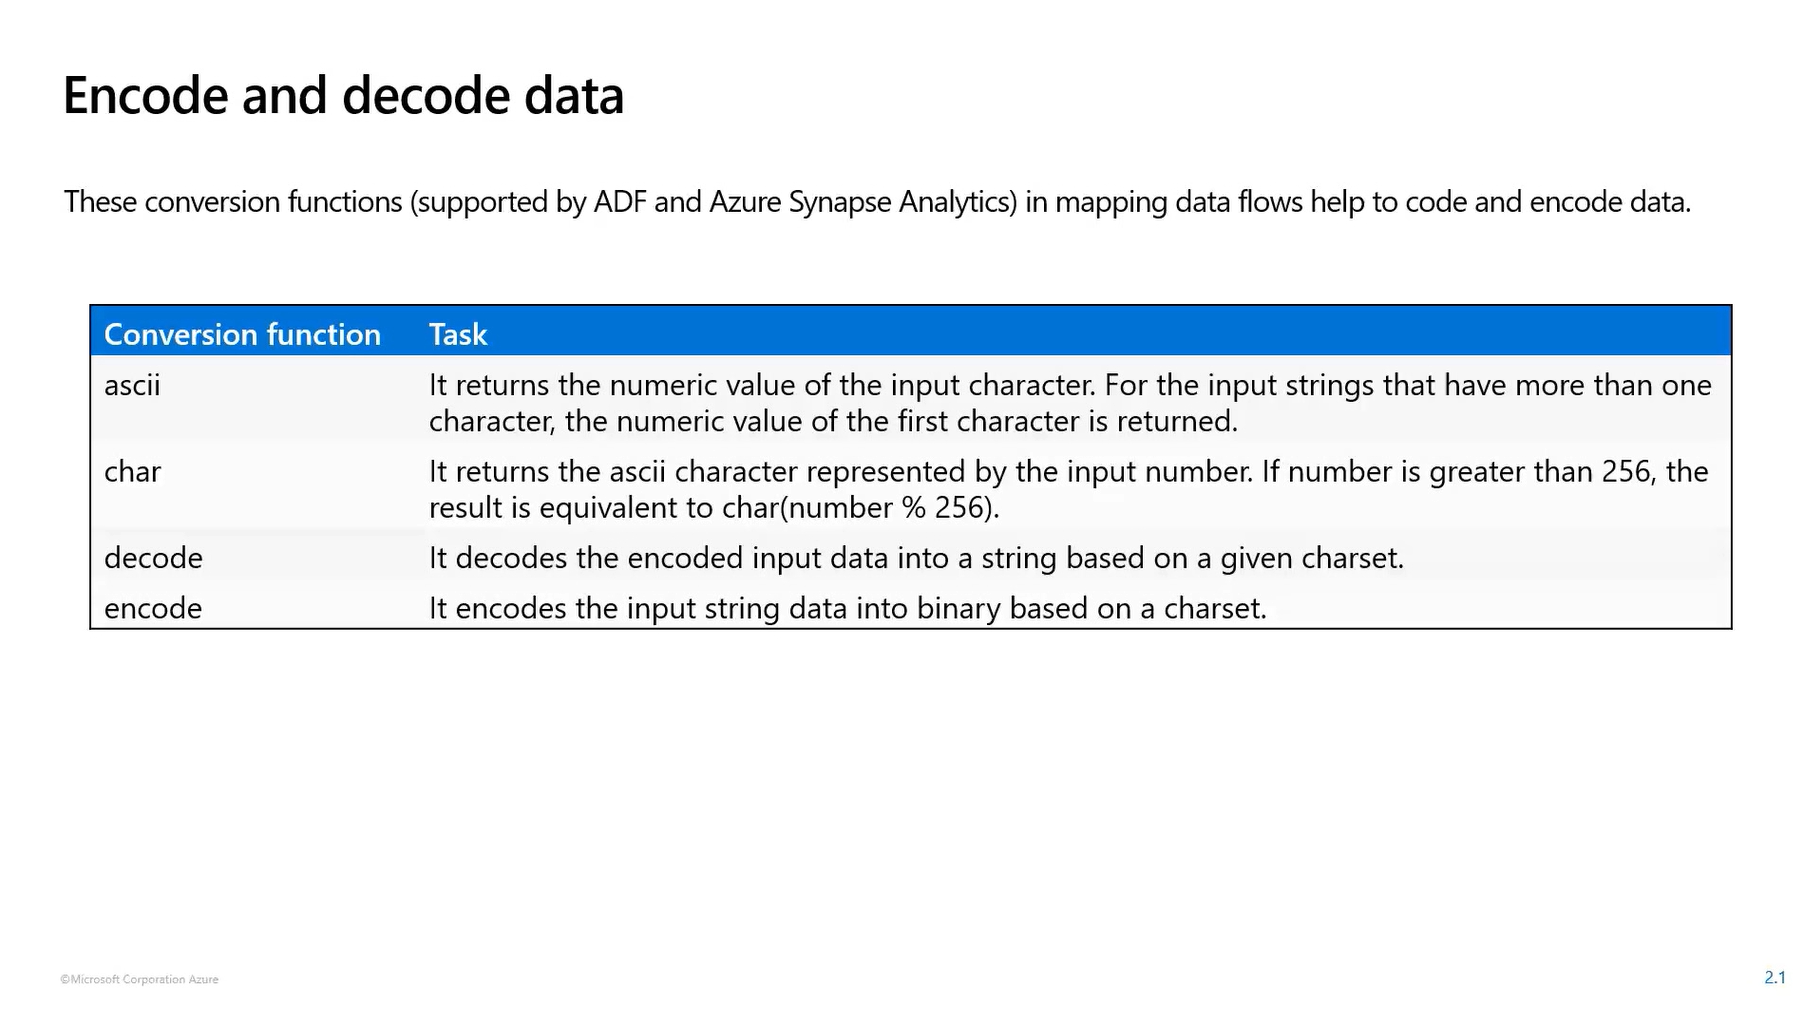 Encode and decode data
These conversion functions (supported by ADF and Azure Synapse Analytics) in mapping data flows help to code and encode data.
Conversion function Task
ascii It returns the numeric value of the input character. For the input strings that have more than one
character, the numeric value of the first character is returned.
char It returns the ascii character represented by the input number. If number is greater than 256, the
result is equivalent to char(number % 256).
decode It decodes the encoded input data into a string based on a given charset.
encode It encodes the input string data into binary based on a charset.
©Microsoft Corporation Azure
2.1